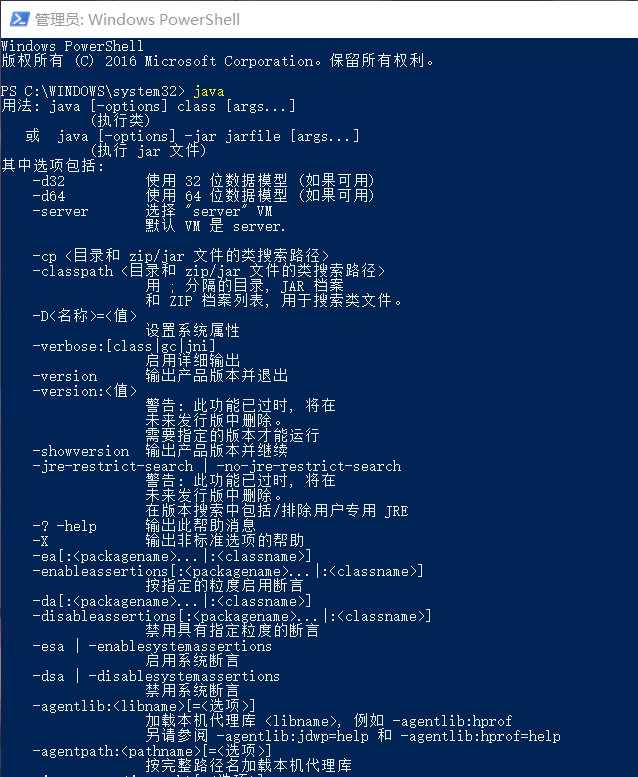 管理员: Windows PowerShell
Windows PowerShell
版权所有 (C) 2016 Microsoft Corporation。保留所有权利。
PS C:\WINDOWS\system32> java
用法: java [-options] class [args...]
(执行类)
或 java [-options] -jar jarfile [args...]
(执行 jar 文件)
其中选项包括:
-d32 使用 32 位数据模型 (如果可用)
-d64 使用 64 位数据模型 (如果可用)
-server 选择 "server" VM
默认 VM 是 server.
-cp <目录和 zip/jar 文件的类搜索路径>
-classpath <目录和 zip/jar 文件的类搜索路径>
用 ; 分隔的目录, JAR 档案
和 ZIP 档案列表, 用于搜索类文件。
-D<名称>=<值>
设置系统属性
-verbose:[class|gc|jni]
启用详细输出
-version 输出产品版本并退出
-version:<值>
警告: 此功能已过时, 将在
未来发行版中删除。
需要指定的版本才能运行
-showversion 输出产品版本并继续
-jre-restrict-search | -no-jre-restrict-search
警告: 此功能已过时, 将在
未来发行版中删除。
在版本搜索中包括/排除用户专用 JRE
-? -help 输出此帮助消息
-X 输出非标准选项的帮助
-ea[:<packagename>...|:<classname>]
-enableassertions[:<packagename>...|:<classname>]
按指定的粒度启用断言
-da[:<packagename>...|:<classname>]
-disableassertions[:<packagename>...|:<classname>]
禁用具有指定粒度的断言
-esa | -enablesystemassertions
启用系统断言
-dsa | -disablesystemassertions
禁用系统断言
-agentlib:<libname>[=<选项>]
加载本机代理库 <libname>, 例如 -agentlib:hprof
另请参阅 -agentlib:jdwp=help 和 -agentlib:hprof=help
-agentpath:<pathname>[=<选项>]
按完整路径名加载本机代理库